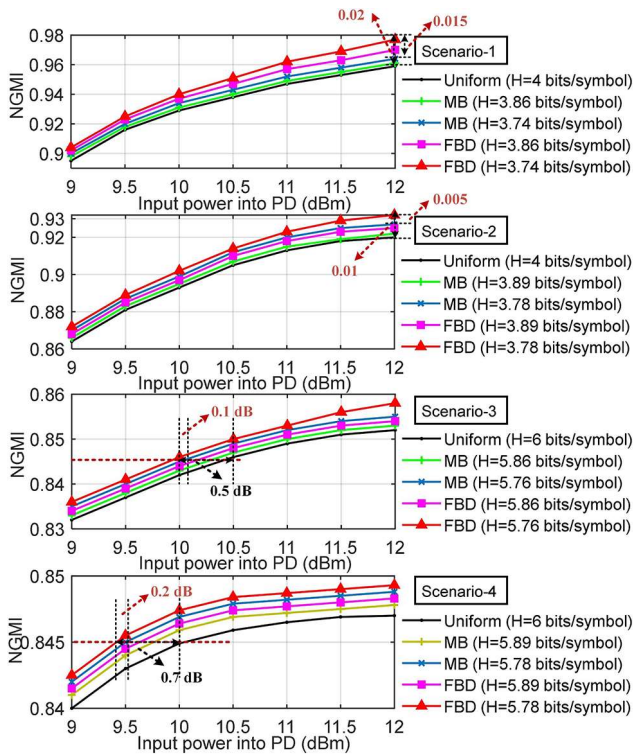 0.02
0.015
0.98
0.96
0.94
0.92
0.9
NGMI
Scenario-1
Uniform (H=4 bits/symbol)
MB (H=3.86 bits/symbol)
MB (H=3.74 bits/symbol)
FBD (H=3.86 bits/symbol)
FBD (H=3.74 bits/symbol)
9 9.5 10 10.5 11 11.5 12
Input power into PD (dBm)
0.005
0.01
0.93
0.92
0.9
0.88
0.86
NGMI
Scenario-2
Uniform (H=4 bits/symbol)
MB (H=3.89 bits/symbol)
MB (H=3.78 bits/symbol)
FBD (H=3.89 bits/symbol)
FBD (H=3.78 bits/symbol)
9 9.5 10 10.5 11 11.5 12
Input power into PD (dBm)
0.1 dB
0.5 dB
0.86
0.85
0.84
0.83
NGMI
Scenario-3
Uniform (H=6 bits/symbol)
MB (H=5.86 bits/symbol)
MB (H=5.76 bits/symbol)
FBD (H=5.86 bits/symbol)
FBD (H=5.76 bits/symbol)
9 9.5 10 10.5 11 11.5 12
Input power into PD (dBm)
0.2 dB
0.7 dB
0.85
0.845
0.84
NGMI
Scenario-4
Uniform (H=6 bits/symbol)
MB (H=5.89 bits/symbol)
MB (H=5.78 bits/symbol)
FBD (H=5.89 bits/symbol)
FBD (H=5.78 bits/symbol)
9 9.5 10 10.5 11 11.5 12
Input power into PD (dBm)